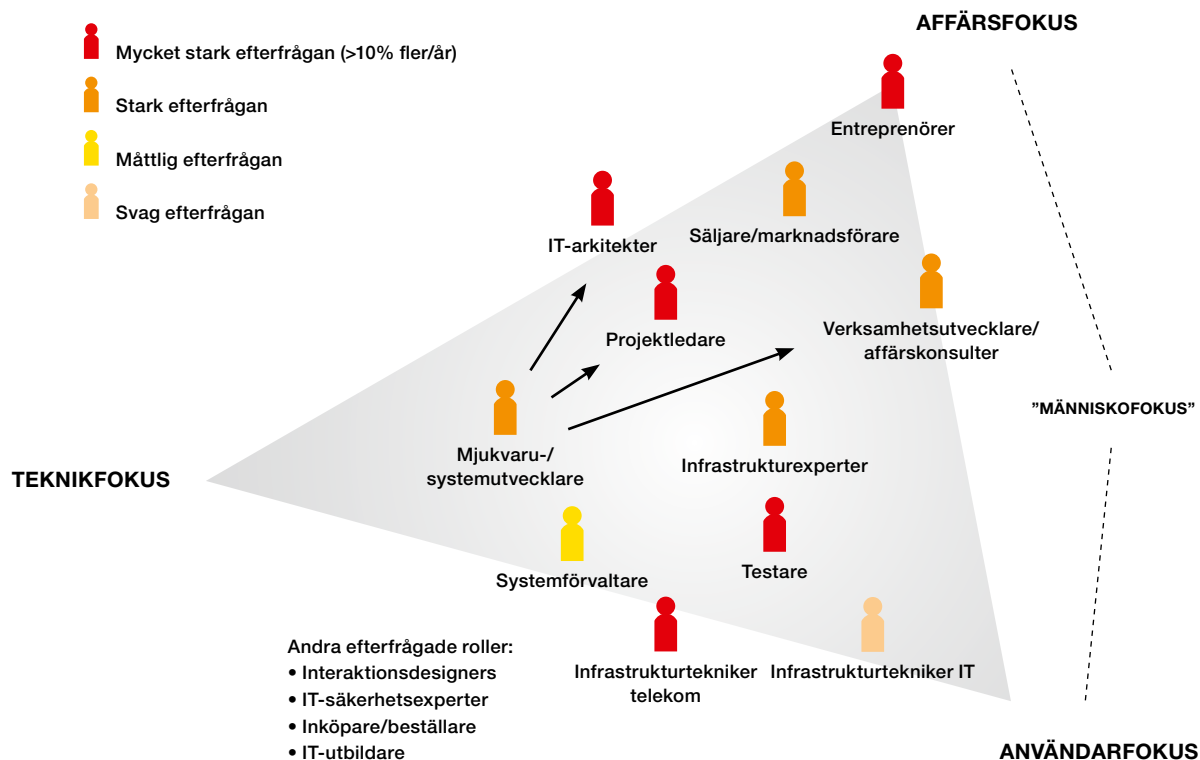 AFFÄRSFOKUS
Mycket stark efterfrågan (>10% fler/år)
Stark efterfrågan
Måttlig efterfrågan
Svag efterfrågan
Entreprenörer
IT-arkitekter
Säljare/marknadsförare
Projektledare
Verksamhetsutvecklare/
affärskonsulter
”MÄNNISKOFOKUS”
TEKNIKFOKUS
Mjukvaru-/
systemutvecklare
Infrastrukturexperter
Systemförvaltare
Testare
Infrastrukturtekniker
telekom
Infrastrukturtekniker IT
Andra efterfrågade roller:
• Interaktionsdesigners
• IT-säkerhetsexperter
• Inköpare/beställare
• IT-utbildare
ANVÄNDARFOKUS